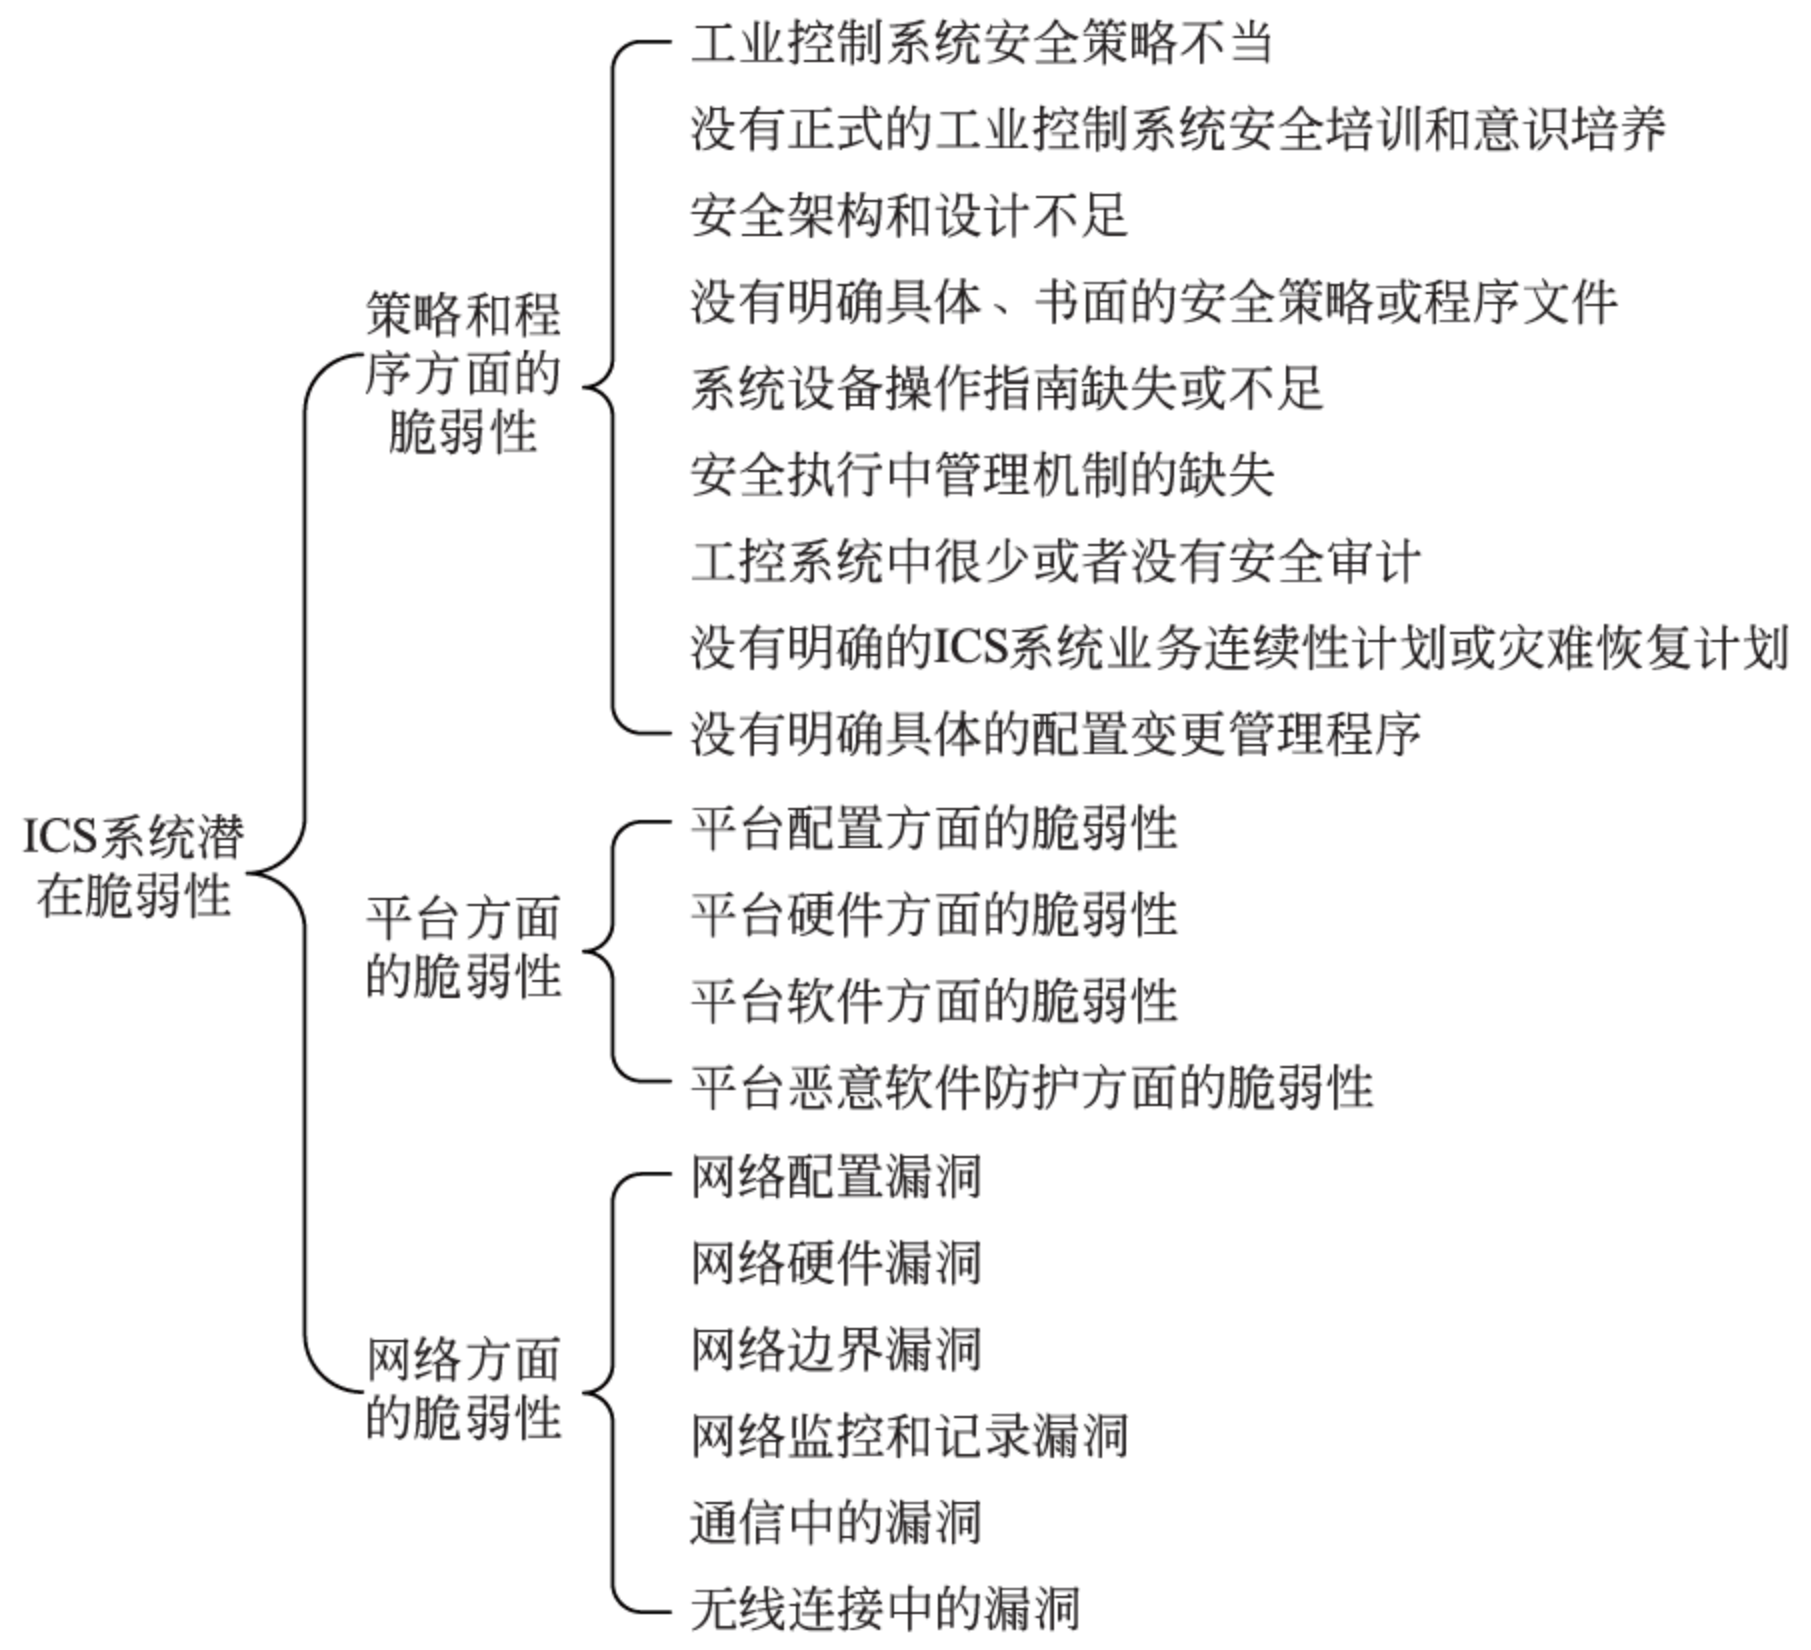 ICS系统潜
在脆弱性
策略和程
序方面的
脆弱性
工业控制系统安全策略不当
没有正式的工业控制系统安全培训和意识培养
安全架构和设计不足
没有明确具体、书面的安全策略或程序文件
系统设备操作指南缺失或不足
安全执行中管理机制的缺失
工控系统中很少或者没有安全审计
没有明确的ICS系统业务连续性计划或灾难恢复计划
没有明确具体的配置变更管理程序
平台方面
的脆弱性
平台配置方面的脆弱性
平台硬件方面的脆弱性
平台软件方面的脆弱性
平台恶意软件防护方面的脆弱性
网络方面
的脆弱性
网络配置漏洞
网络硬件漏洞
网络边界漏洞
网络监控和记录漏洞
通信中的漏洞
无线连接中的漏洞